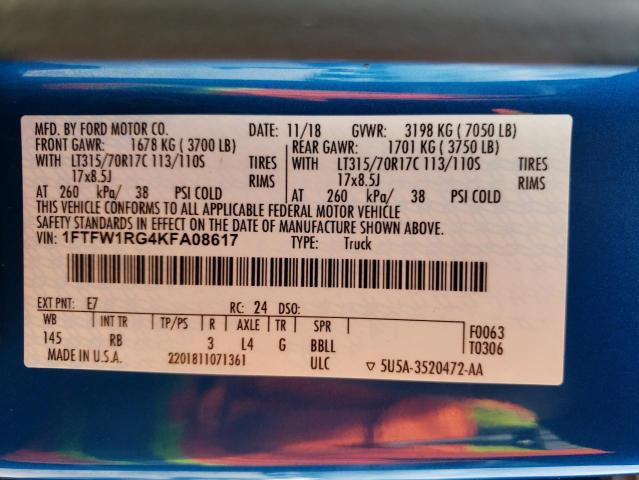 MFD. BY FORD MOTOR CO. DATE: 11/18 GVWR: 3198 KG ( 7050 LB)
FRONT GAWR: 1678 KG ( 3700 LB) REAR GAWR: 1701 KG ( 3750 LB)
WITH LT315/70R17C 113/110S TIRES WITH LT315/70R17C 113/110S TIRES
17x8.5J RIMS 17x8.5J RIMS
AT 260 kPa/ 38 PSI COLD AT 260 kPa/ 38 PSI COLD
THIS VEHICLE CONFORMS TO ALL APPLICABLE FEDERAL MOTOR VEHICLE
SAFETY STANDARDS IN EFFECT ON THE DATE OF MANUFACTURE SHOWN ABOVE.
VIN: 1FTFW1RG4KFA08617 TYPE: Truck
EXT PNT: E7 RC: 24 DSO:
WB INT TR TP/PS R AXLE TR SPR F0063
145 RB 3 L4 G BBLL T0306
MADE IN U.S.A. 2201811071361 ULC ▽ 5U5A-3520472-AA